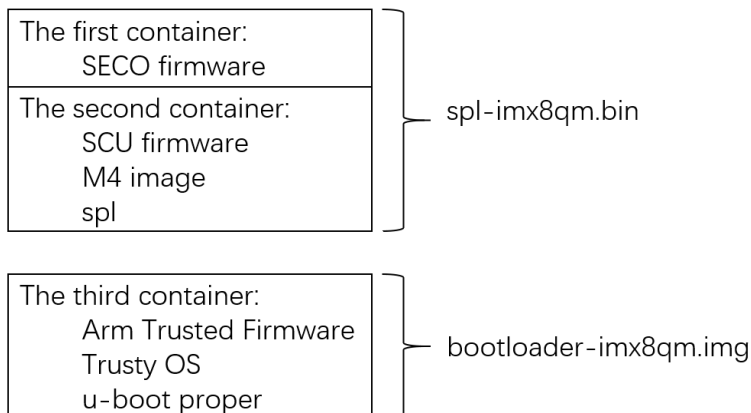 The first container:
SECO firmware
The second container:
SCU firmware
M4 image
spl
spl-imx8qm.bin
The third container:
Arm Trusted Firmware
Trusty OS
u-boot proper
bootloader-imx8qm.img